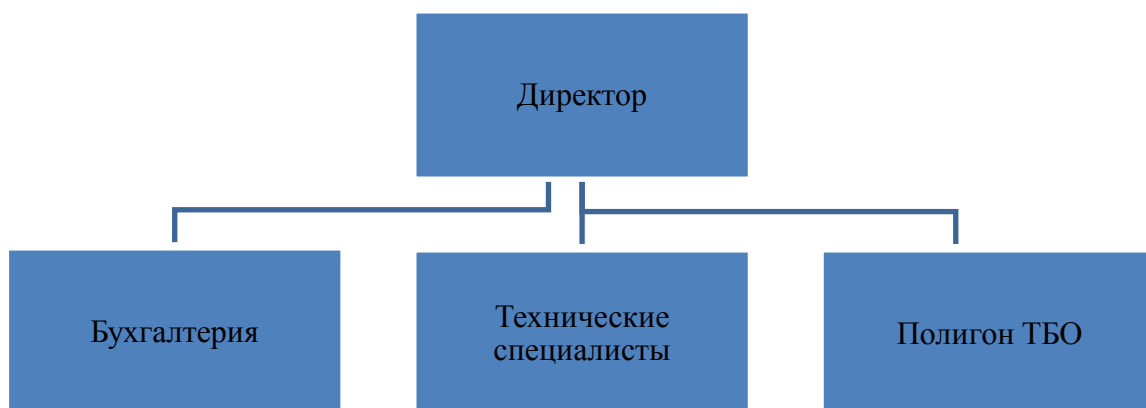 Директор
Бухгалтерия
Технические
специалисты
Полигон ТБО